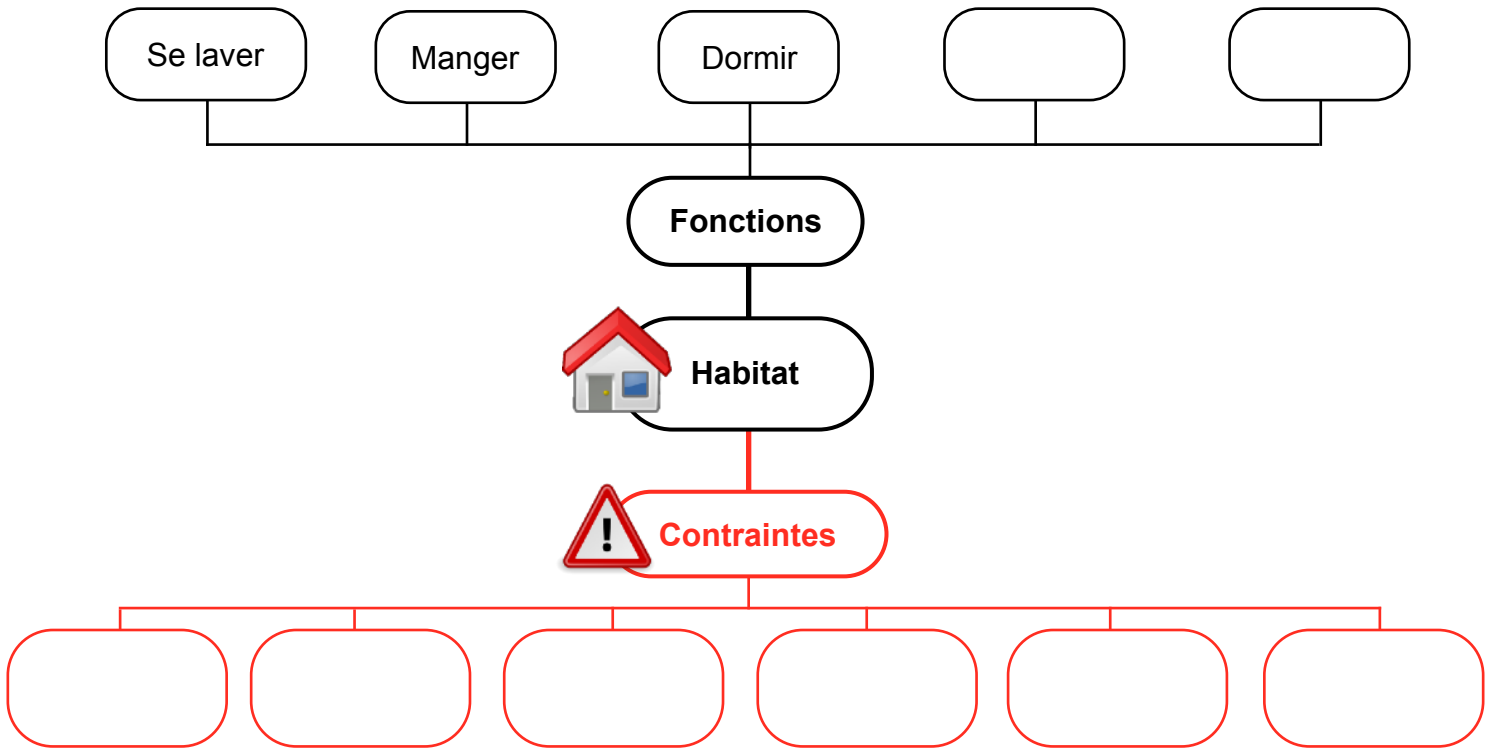 Se laver
Manger
Dormir
Fonctions
Habitat
!
Contraintes